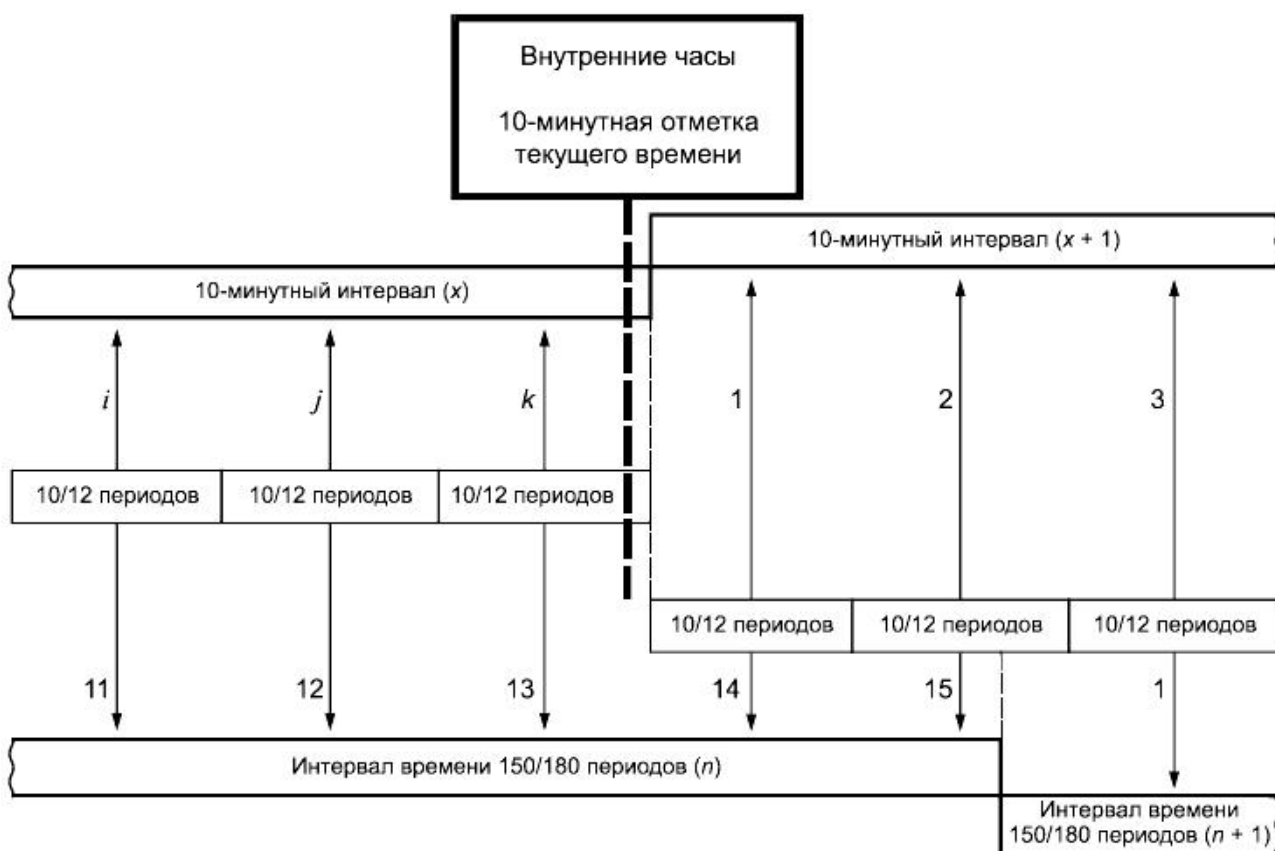 Внутренние часы
10-минутная отметка
текущего времени
10-минутный интервал (x + 1)
10-минутный интервал (x)
i
j
k
1
2
3
10/12 периодов
10/12 периодов
10/12 периодов
10/12 периодов
10/12 периодов
10/12 периодов
11
12
13
14
15
1
Интервал времени 150/180 периодов (n)
Интервал времени
150/180 периодов (n + 1)